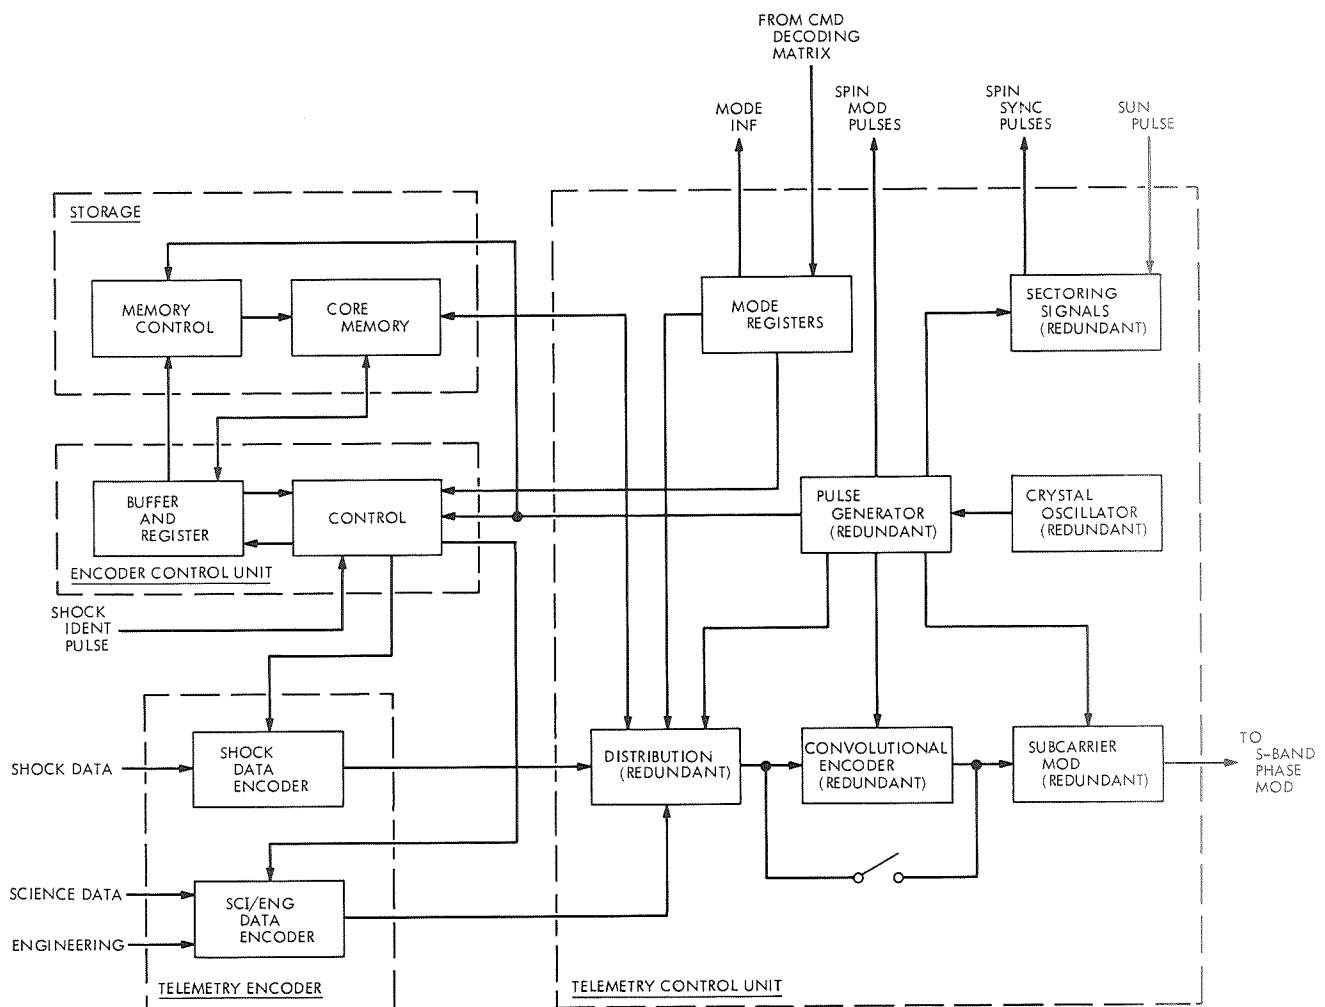 FROM CMD
DECODING
MATRIX
MODE
INF
SPIN
MOD
PULSES
SPIN
SYNC
PULSES
SUN
PULSE
STORAGE
MEMORY
CONTROL
CORE
MEMORY
MODE
REGISTERS
SECTORING
SIGNALS
(REDUNDANT)
BUFFER
AND
REGISTER
CONTROL
PULSE
GENERATOR
(REDUNDANT)
CRYSTAL
OSCILLATOR
(REDUNDANT)
ENCODER CONTROL UNIT
SHOCK
IDENT
PULSE
SHOCK DATA
SHOCK
DATA
ENCODER
DISTRIBUTION
(REDUNDANT)
CONVOLUTIONAL
ENCODER
(REDUNDANT)
SUBCARRIER
MOD
(REDUNDANT)
TO
S-BAND
PHASE
MOD
SCIENCE DATA
ENGINEERING
SCI/ENG
DATA
ENCODER
TELEMETRY ENCODER
TELEMETRY CONTROL UNIT